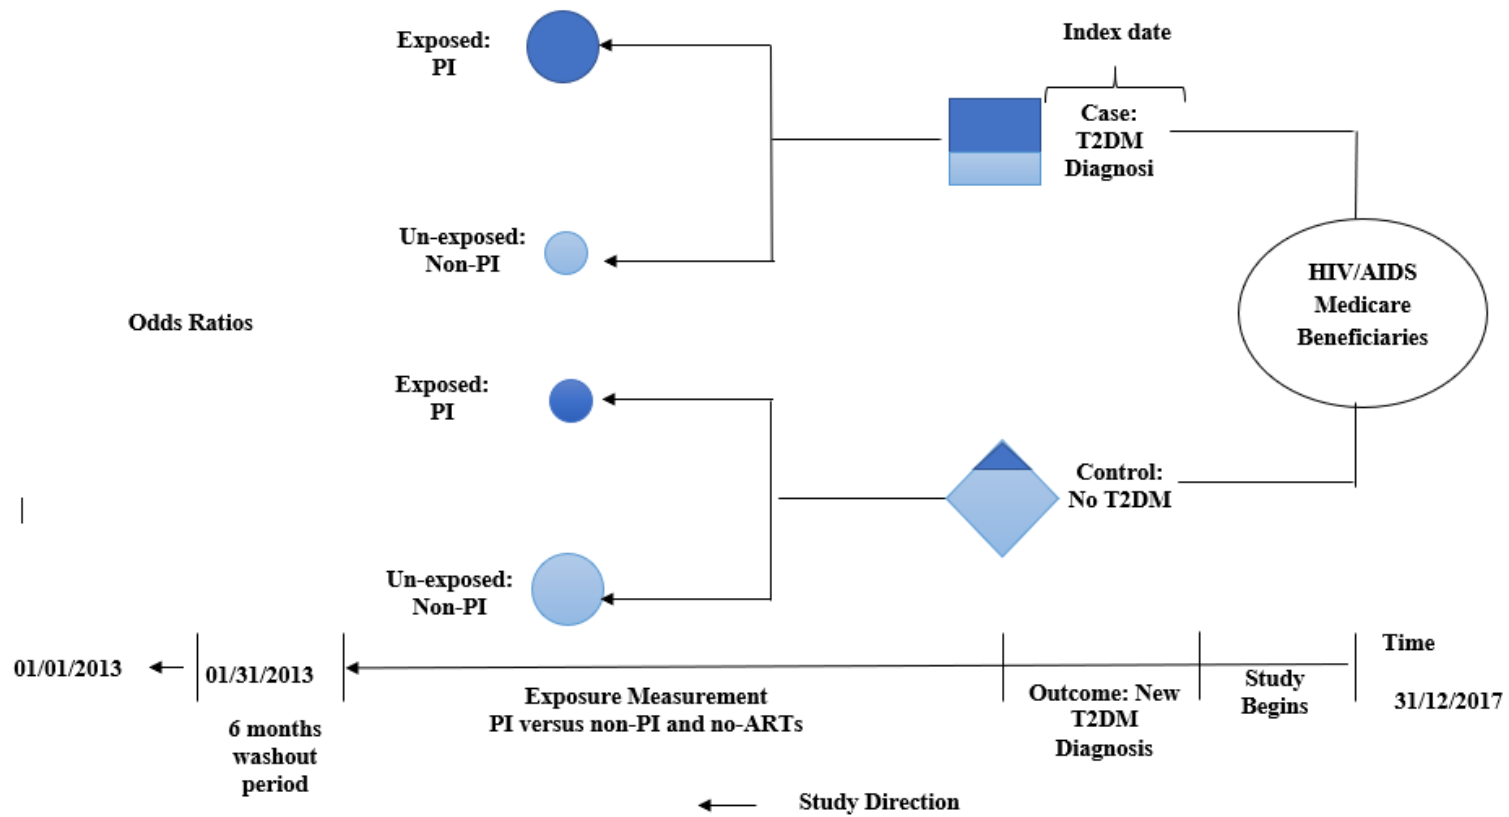 Index date
Exposed:
PI
Case:
T2DM
Diagnosi
Un-exposed:
Non-PI
HIV/AIDS
Medicare
Beneficiaries
Odds Ratios
Exposed:
PI
Control:
No T2DM
Un-exposed:
Non-PI
01/01/2013
01/31/2013
6 months
washout
period
Exposure Measurement
PI versus non-PI and no-ARTs
Outcome: New
T2DM
Diagnosis
Study
Begins
Time
31/12/2017
Study Direction